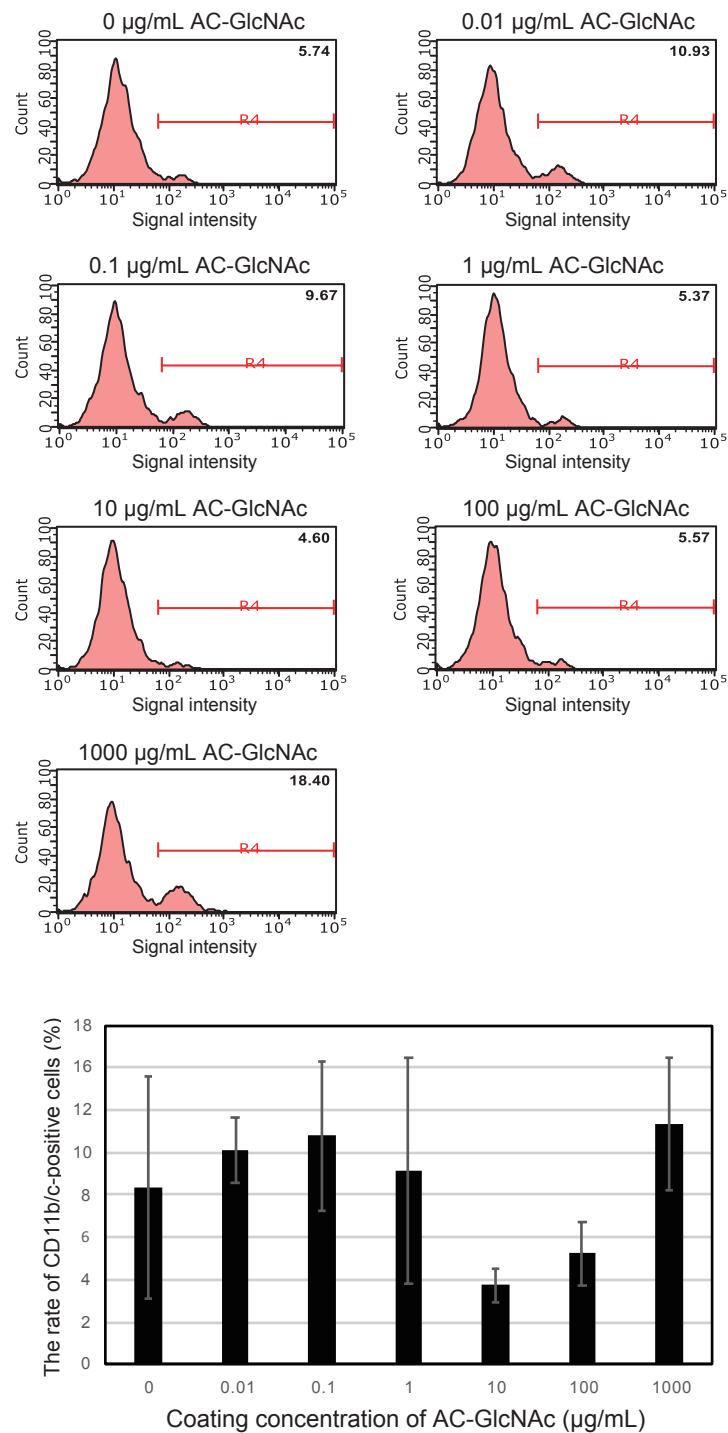 0 µg/mL AC-GlcNAc
5.74
R4
Count
0 20 40 60 80 100
10⁰ 10¹ 10² 10³ 10⁴ 10⁵
Signal intensity
0.01 µg/mL AC-GlcNAc
10.93
R4
Count
0 20 40 60 80 100
10⁰ 10¹ 10² 10³ 10⁴ 10⁵
Signal intensity
0.1 µg/mL AC-GlcNAc
9.67
R4
Count
0 20 40 60 80 100
10⁰ 10¹ 10² 10³ 10⁴ 10⁵
Signal intensity
1 µg/mL AC-GlcNAc
5.37
R4
Count
0 20 40 60 80 100
10⁰ 10¹ 10² 10³ 10⁴ 10⁵
Signal intensity
10 µg/mL AC-GlcNAc
4.60
R4
Count
0 20 40 60 80 100
10⁰ 10¹ 10² 10³ 10⁴ 10⁵
Signal intensity
100 µg/mL AC-GlcNAc
5.57
R4
Count
0 20 40 60 80 100
10⁰ 10¹ 10² 10³ 10⁴ 10⁵
Signal intensity
1000 µg/mL AC-GlcNAc
18.40
R4
Count
0 20 40 60 80 100
10⁰ 10¹ 10² 10³ 10⁴ 10⁵
Signal intensity
The rate of CD11b/c-positive cells (%)
18
16
12
10
8
6
4
2
0
0 0.01 0.1 1 10 100 1000
Coating concentration of AC-GlcNAc (µg/mL)